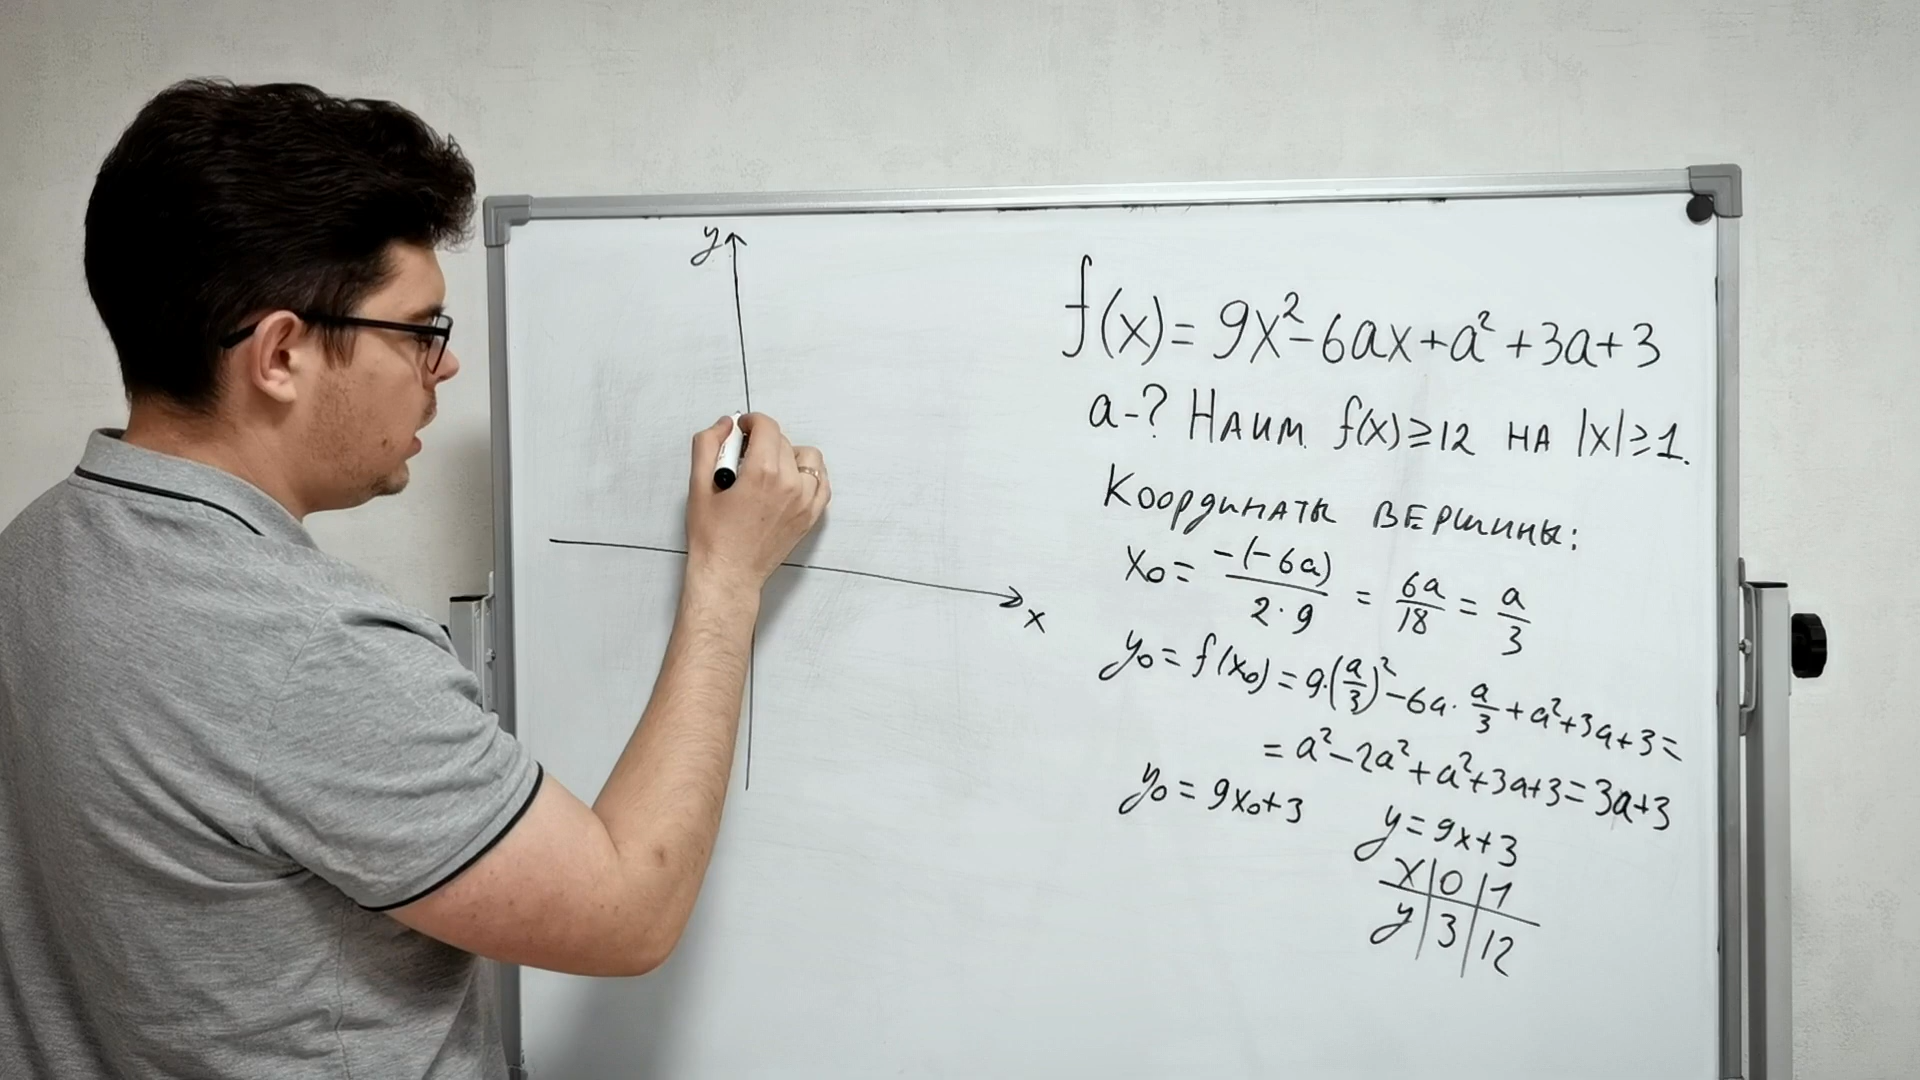 y
x
f(x) = 9x² - 6ax + a² + 3a + 3
a - ? Наим. f(x) ≥ 12 на |x| ≥ 1.
Координаты вершины:
x₀ = -(-6a)/(2·9) = 6a/18 = a/3
y₀ = f(x₀) = 9·(a/3)² - 6a·a/3 + a² + 3a + 3 =
= a² - 2a² + a² + 3a + 3 = 3a + 3
y₀ = 9x₀ + 3
y = 9x + 3
x | 0 | 1
y | 3 | 12